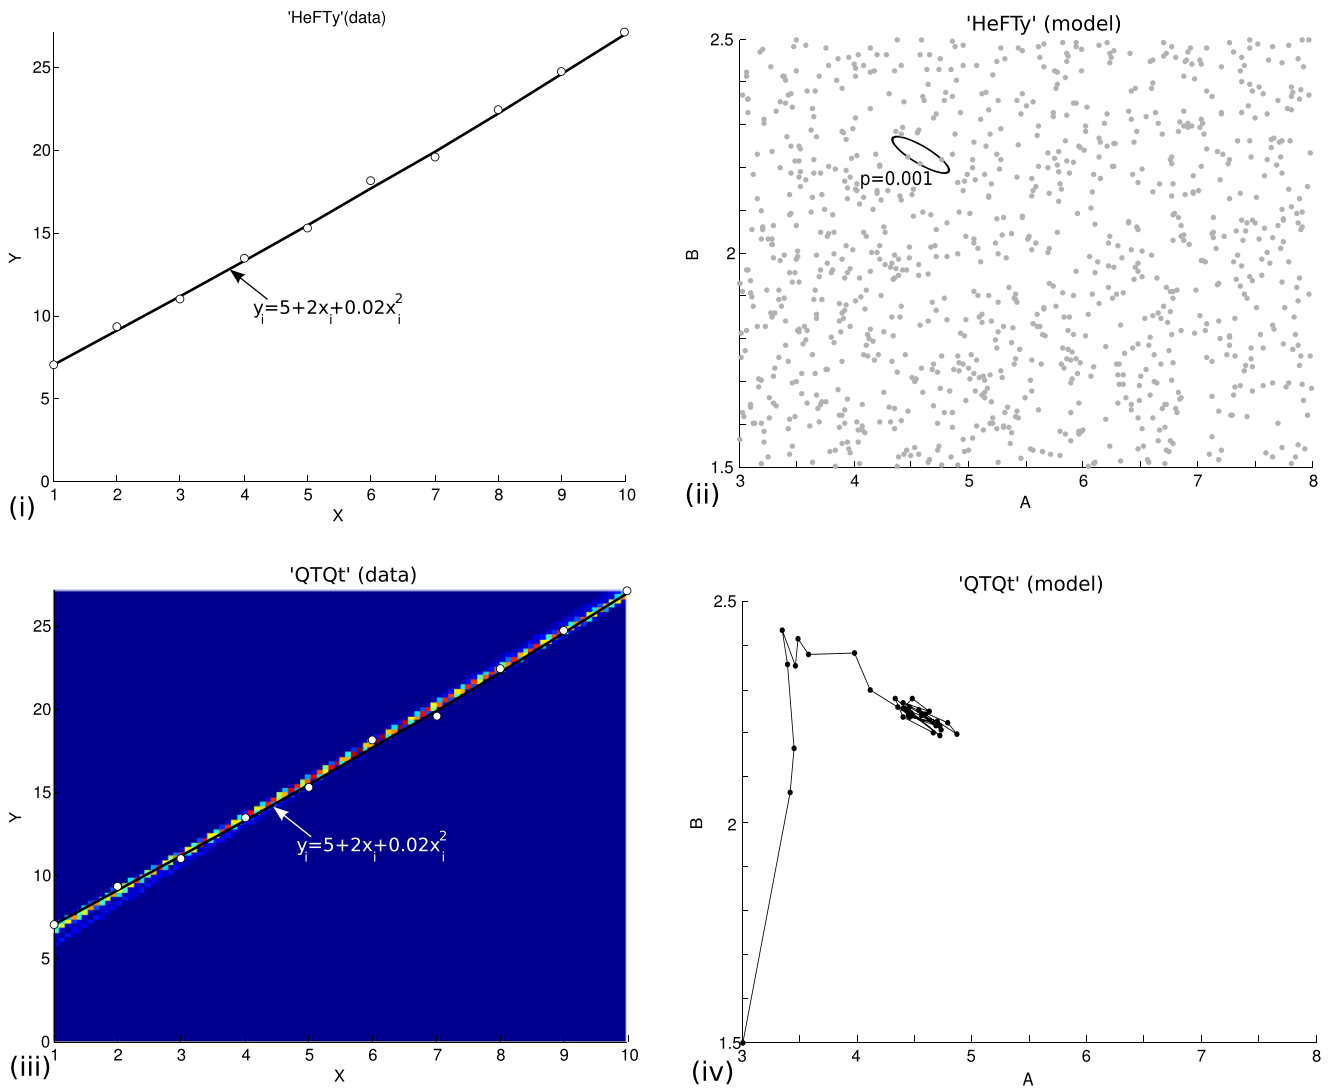 'HeFTy'(data)
25
20
15
10
5
0
Y
y_i=5+2x_i+0.02x_i^2
1 2 3 4 5 6 7 8 9 10
X
(i)
'HeFTy' (model)
2.5
2
1.5
B
p=0.001
3 4 5 6 7 8
A
(ii)
'QTQt' (data)
25
20
15
10
5
0
Y
y_i=5+2x_i+0.02x_i^2
1 2 3 4 5 6 7 8 9 10
X
(iii)
'QTQt' (model)
2.5
2
1.5
B
3 4 5 6 7 8
A
(iv)